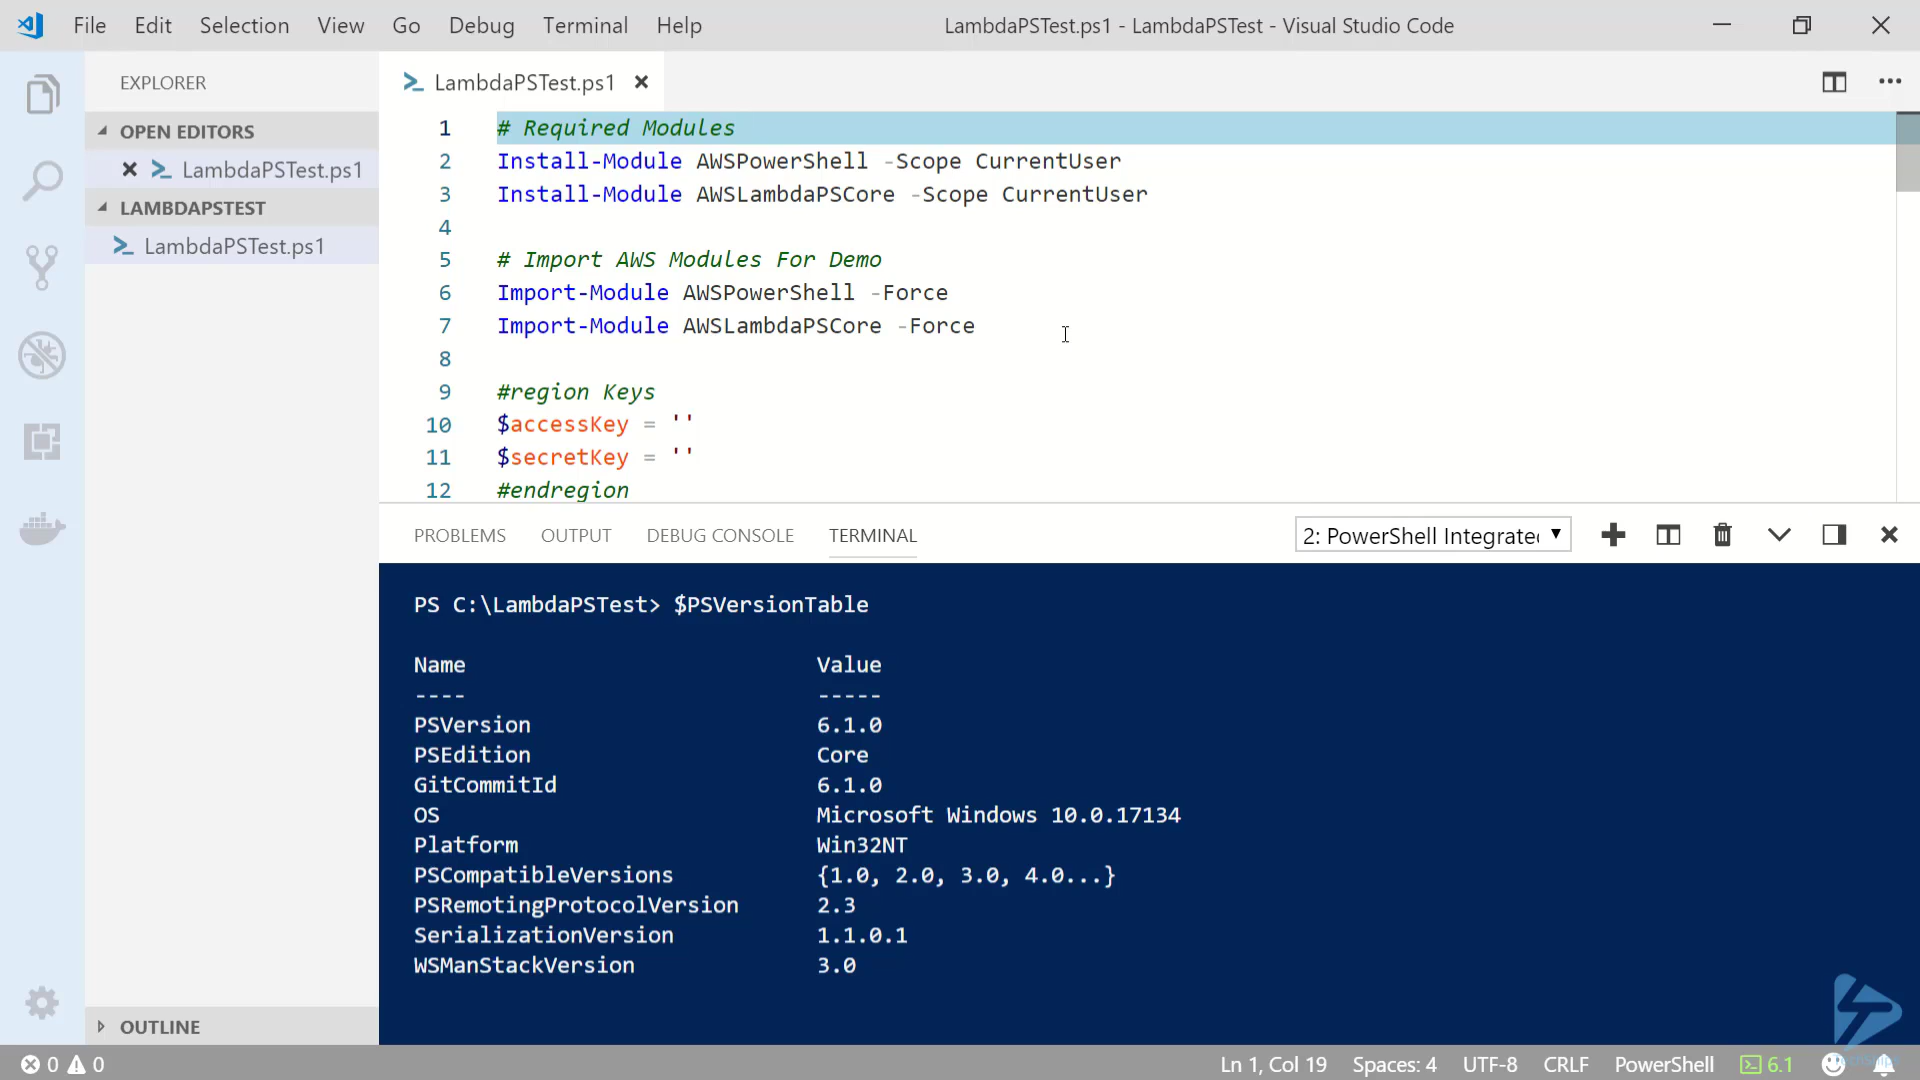 File Edit Selection View Go Debug Terminal Help
LambdaPSTest.ps1 - LambdaPSTest - Visual Studio Code
EXPLORER
OPEN EDITORS
LambdaPSTest.ps1
LAMBDAPSTEST
LambdaPSTest.ps1
OUTLINE
LambdaPSTest.ps1
1 # Required Modules
2 Install-Module AWSPowerShell -Scope CurrentUser
3 Install-Module AWSLambdaPSCore -Scope CurrentUser
4
5 # Import AWS Modules For Demo
6 Import-Module AWSPowerShell -Force
7 Import-Module AWSLambdaPSCore -Force
8
9 #region Keys
10 $accessKey = ''
11 $secretKey = ''
12 #endregion
PROBLEMS OUTPUT DEBUG CONSOLE TERMINAL
2: PowerShell Integrate
PS C:\LambdaPSTest> $PSVersionTable
Name Value
---- -----
PSVersion 6.1.0
PSEdition Core
GitCommitId 6.1.0
OS Microsoft Windows 10.0.17134
Platform Win32NT
PSCompatibleVersions {1.0, 2.0, 3.0, 4.0...}
PSRemotingProtocolVersion 2.3
SerializationVersion 1.1.0.1
WSManStackVersion 3.0
0 0
Ln 1, Col 19 Spaces: 4 UTF-8 CRLF PowerShell 6.1